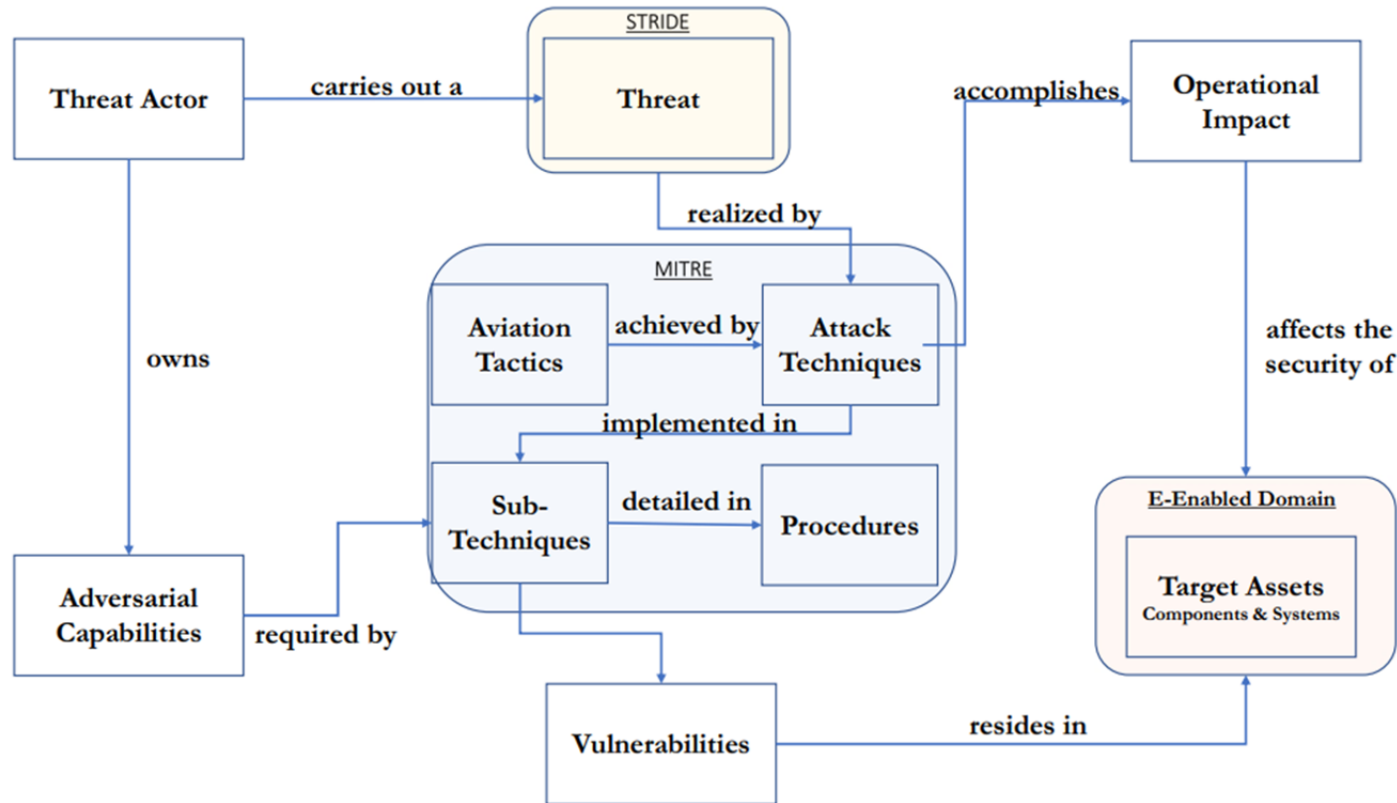 STRIDE
Threat Actor
carries out a
Threat
accomplishes
Operational
Impact
realized by
MITRE
Aviation
Tactics
achieved by
Attack
Techniques
owns
affects the
security of
implemented in
Sub-
Techniques
detailed in
Procedures
E-Enabled Domain
Target Assets
Components & Systems
Adversarial
Capabilities
required by
Vulnerabilities
resides in